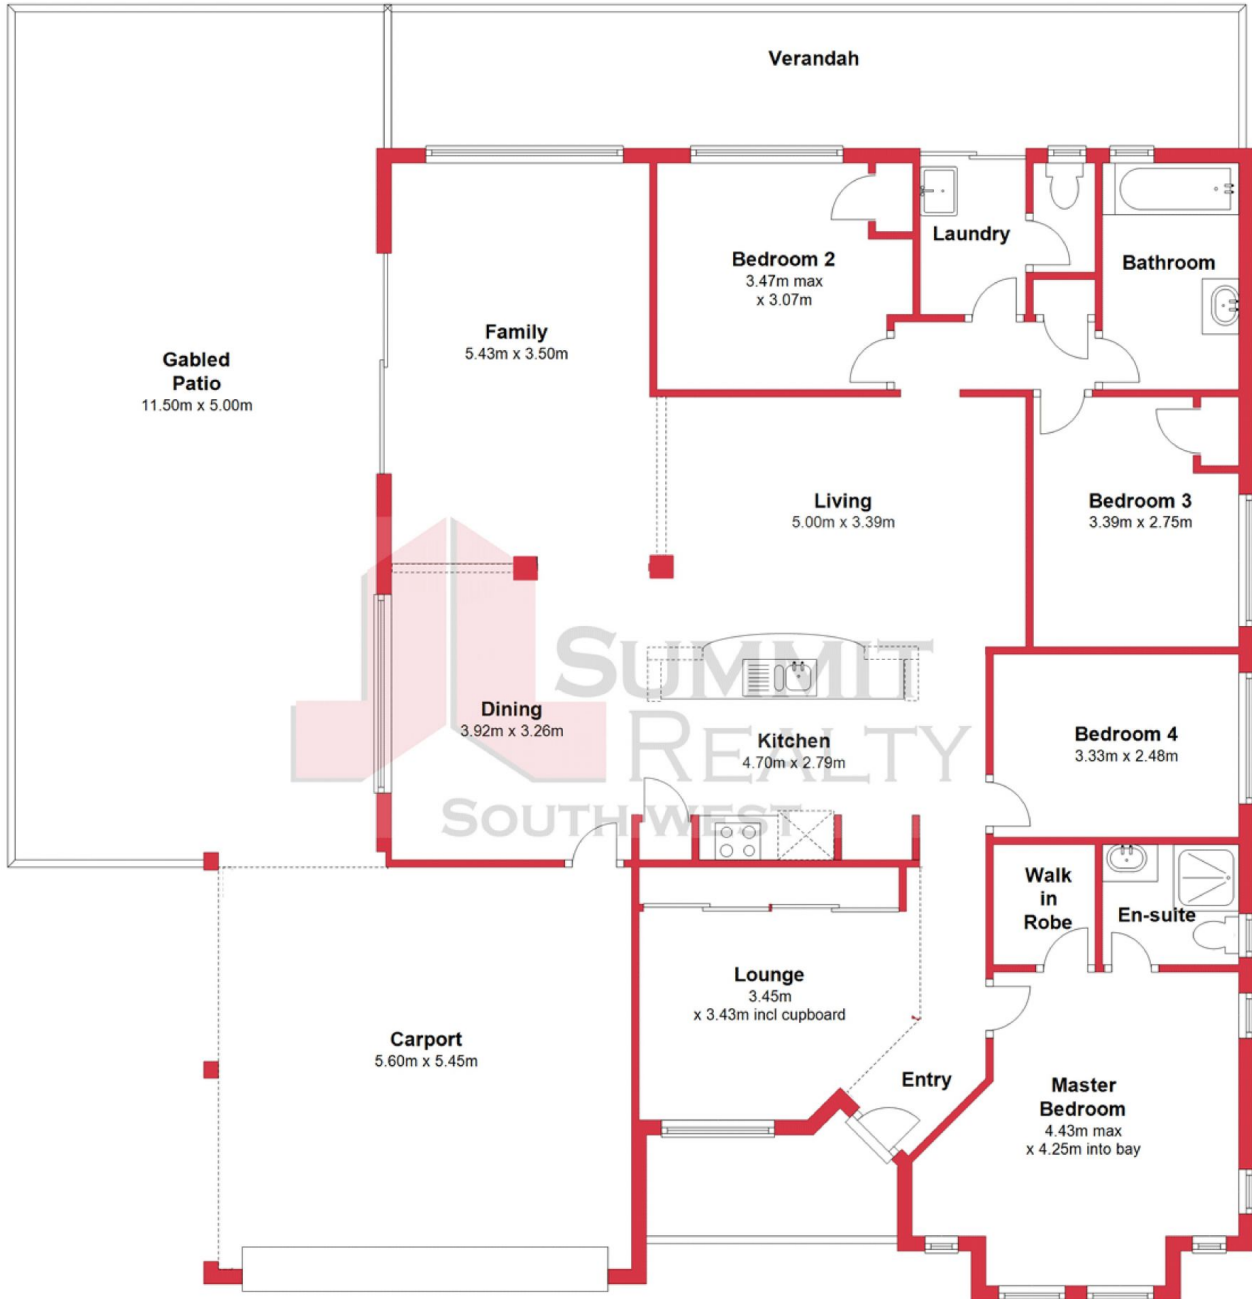 Verandah
Gabled
Patio
11.50m x 5.00m
Family
5.43m x 3.50m
Bedroom 2
3.47m max
x 3.07m
Laundry
Bathroom
Living
5.00m x 3.39m
Bedroom 3
3.39m x 2.75m
SUMMIT
REALTY
SOUTH WEST
Dining
3.92m x 3.26m
Kitchen
4.70m x 2.79m
Bedroom 4
3.33m x 2.48m
Walk
in
Robe
En-suite
Lounge
3.45m
x 3.43m incl cupboard
Carport
5.60m x 5.45m
Entry
Master
Bedroom
4.43m max
x 4.25m into bay